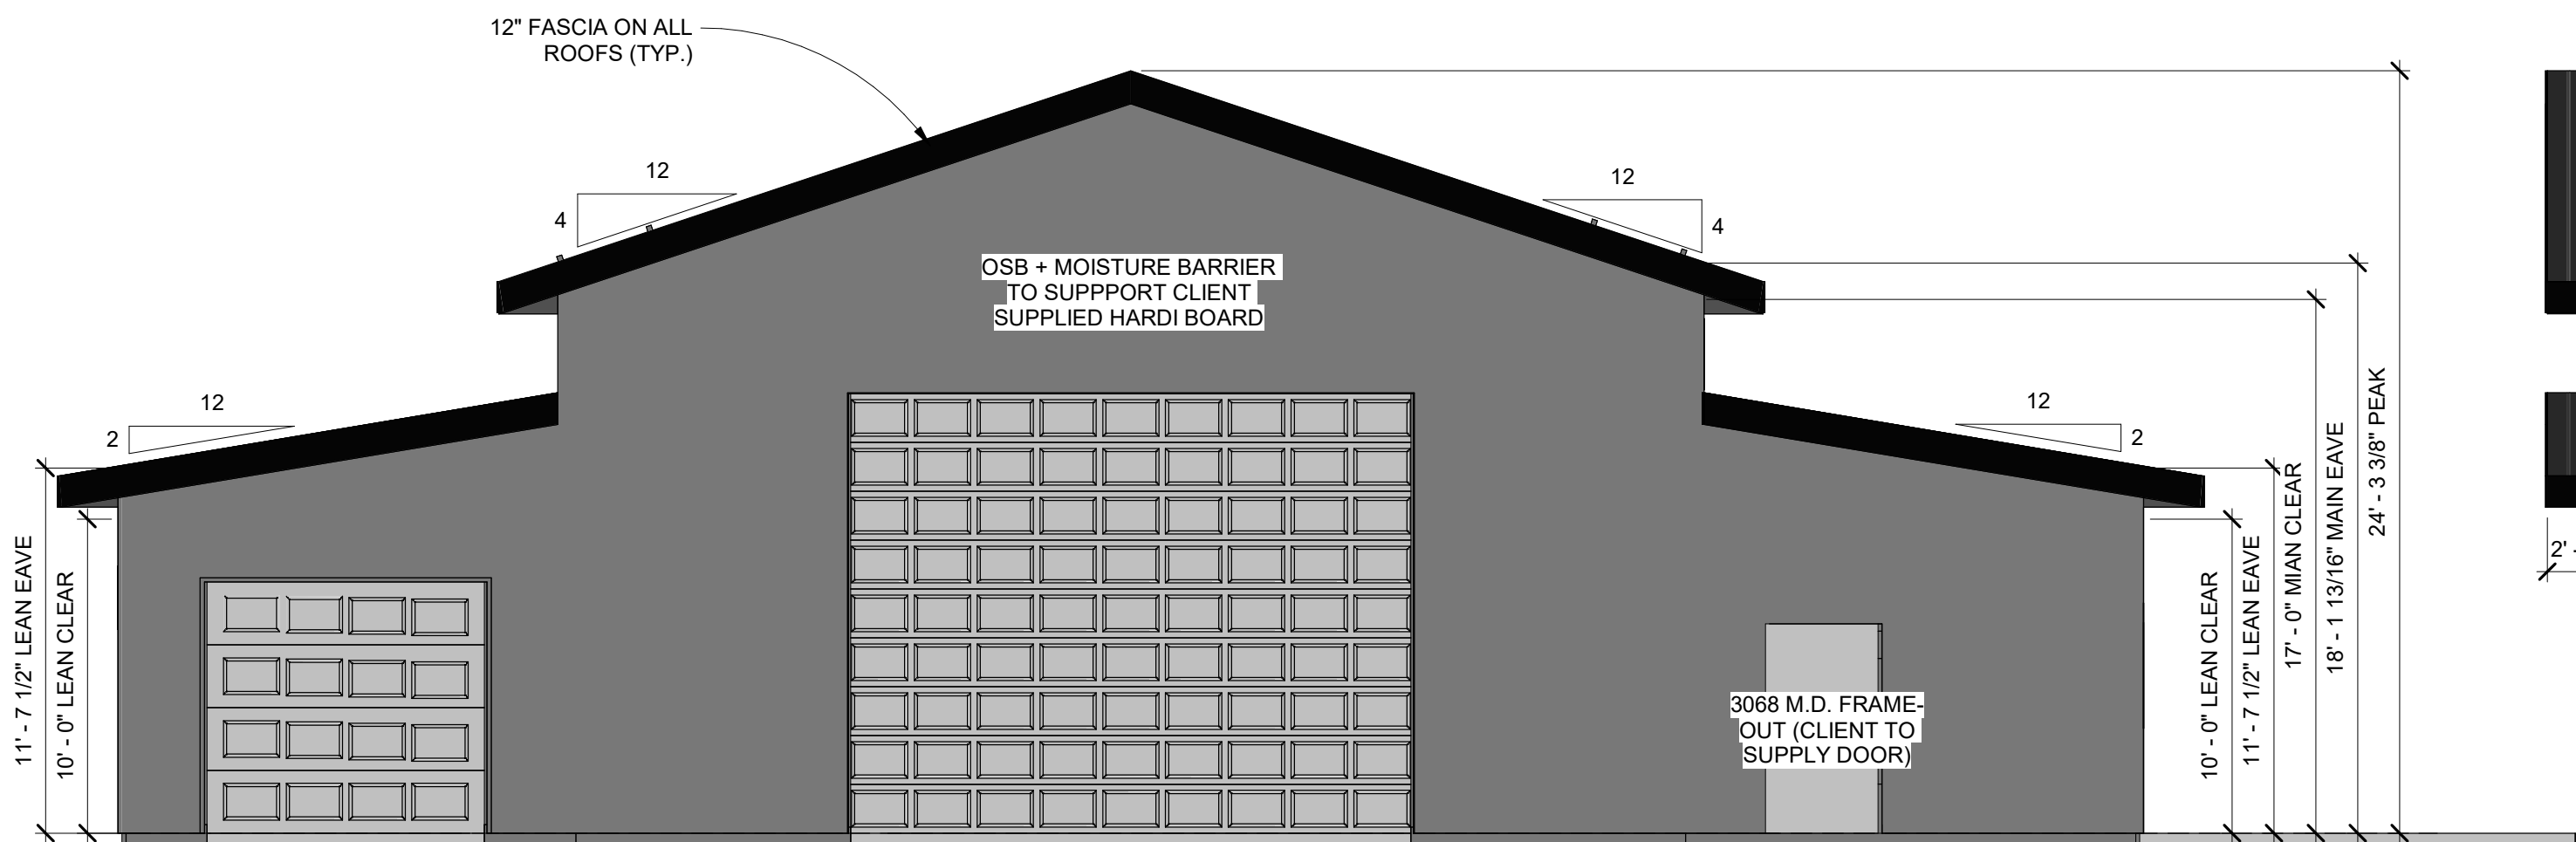 12" FASCIA ON ALL
ROOFS (TYP.)
12
4
12
4
OSB + MOISTURE BARRIER
TO SUPPPORT CLIENT
SUPPLIED HARDI BOARD
12
2
12
2
11' - 7 1/2" LEAN EAVE
10' - 0" LEAN CLEAR
3068 M.D. FRAME-
OUT (CLIENT TO
SUPPLY DOOR)
10' - 0" LEAN CLEAR
11' - 7 1/2" LEAN EAVE
17' - 0" MIAN CLEAR
18' - 1 13/16" MAIN EAVE
24' - 3 3/8" PEAK
2' -